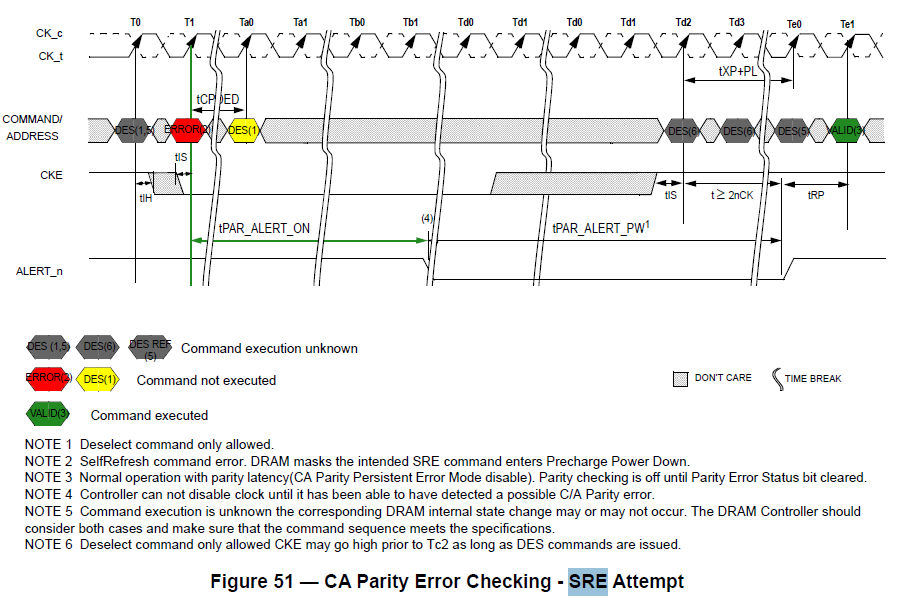 T0 T1 Ta0 Ta1 Tb0 Tb1 Td0 Td1 Td0 Td1 Td2 Td3 Te0 Te1
CK_c
CK_t
tXP+PL
tCPDED
COMMAND/
ADDRESS
DES(1,5) ERROR(2) DES(1) DES(6) DES(6) DES(5) VALID(3)
tIS
CKE
tIH
tIS t ≥ 2nCK tRP
(4)
tPAR_ALERT_ON tPAR_ALERT_PW1
ALERT_n
DES (1,5) DES(6) DES REF
(5)
Command execution unknown
ERROR(2) DES(1) Command not executed
DON'T CARE TIME BREAK
VALID(3) Command executed
NOTE 1 Deselect command only allowed.
NOTE 2 SelfRefresh command error. DRAM masks the intended SRE command enters Precharge Power Down.
NOTE 3 Normal operation with parity latency(CA Parity Persistent Error Mode disable). Parity checking is off until Parity Error Status bit cleared.
NOTE 4 Controller can not disable clock until it has been able to have detected a possible C/A Parity error.
NOTE 5 Command execution is unknown the corresponding DRAM internal state change may or may not occur. The DRAM Controller should
consider both cases and make sure that the command sequence meets the specifications.
NOTE 6 Deselect command only allowed CKE may go high prior to Tc2 as long as DES commands are issued.
Figure 51 — CA Parity Error Checking - SRE Attempt